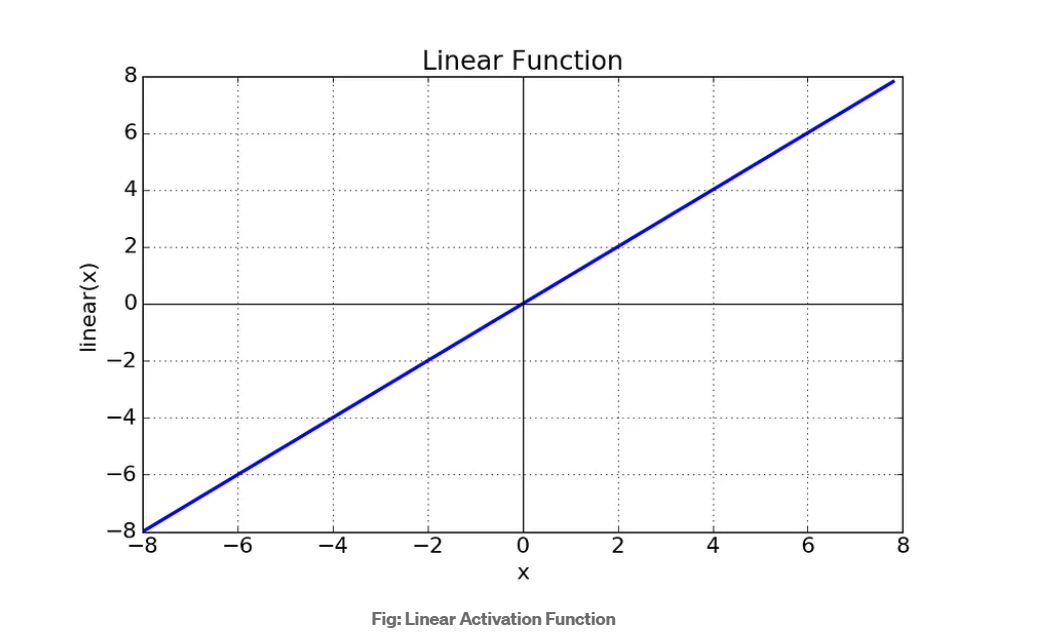 Linear Function
8
6
4
2
0
−2
−4
−6
−8
linear(x)
−8 −6 −4 −2 0 2 4 6 8
x
Fig: Linear Activation Function